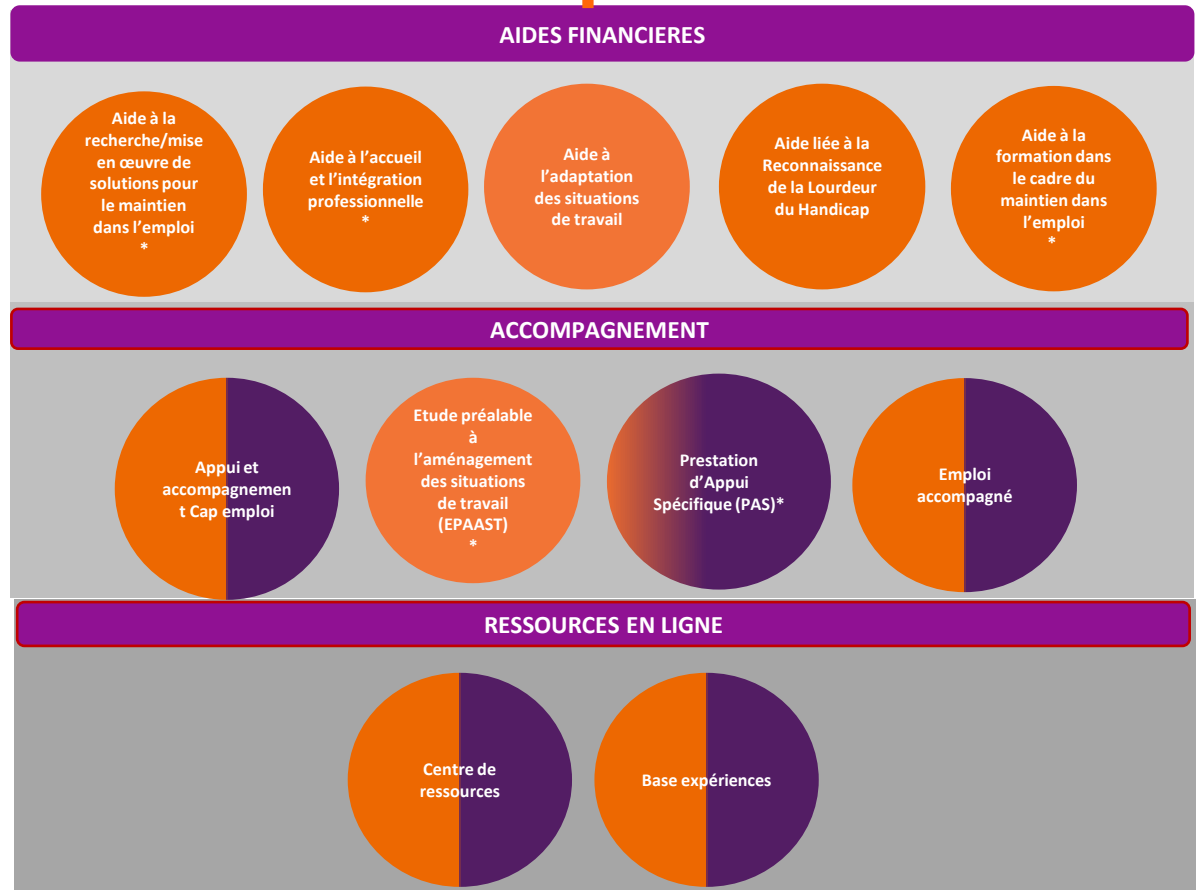 AIDES FINANCIERES
Aide à la
recherche/mise
en œuvre de
solutions pour
le maintien
dans l'emploi
*
Aide à l'accueil
et l'intégration
professionnelle
*
Aide à
l'adaptation
des situations
de travail
Aide liée à la
Reconnaissance
de la Lourdeur
du Handicap
Aide à la
formation dans
le cadre du
maintien dans
l'emploi
*
ACCOMPAGNEMENT
Appui et
accompagnemen
t Cap emploi
Etude préalable
à
l'aménagement
des situations
de travail
(EPAAST)
*
Prestation
d'Appui
Spécifique (PAS)*
Emploi
accompagné
RESSOURCES EN LIGNE
Centre de
ressources
Base expériences